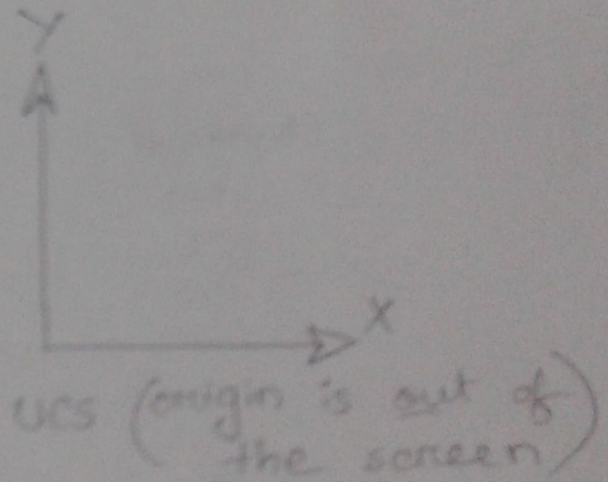 Y
X
UCS (origin is out of
the screen)